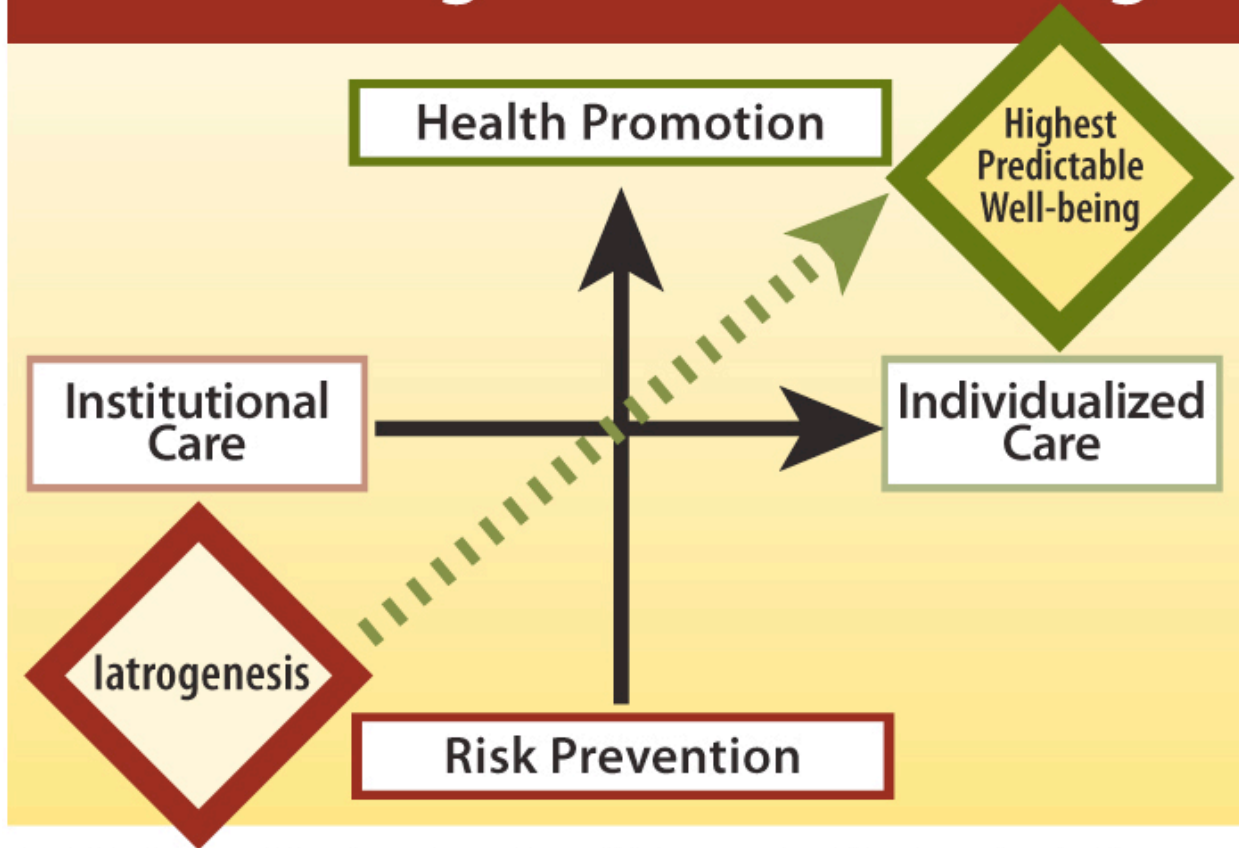 Health Promotion
Highest
Predictable
Well-being
Institutional
Care
Individualized
Care
Iatrogenesis
Risk Prevention